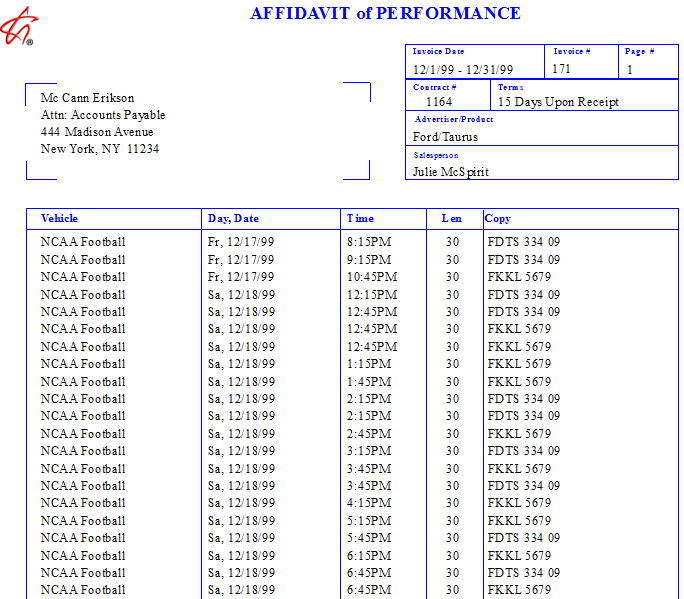 AFFIDAVIT of PERFORMANCE
®
Invoice Date Invoice # Page #
12/1/99 - 12/31/99 171 1
Contract # Terms
1164 15 Days Upon Receipt
Advertiser/Product
Ford/Taurus
Salesperson
Julie McSpirit
Mc Cann Erikson
Attn: Accounts Payable
444 Madison Avenue
New York, NY 11234
Vehicle Day, Date Time Len Copy
NCAA Football Fr, 12/17/99 8:15PM 30 FDTS 334 09
NCAA Football Fr, 12/17/99 9:15PM 30 FDTS 334 09
NCAA Football Fr, 12/17/99 10:45PM 30 FKKL 5679
NCAA Football Sa, 12/18/99 12:15PM 30 FDTS 334 09
NCAA Football Sa, 12/18/99 12:45PM 30 FDTS 334 09
NCAA Football Sa, 12/18/99 12:45PM 30 FKKL 5679
NCAA Football Sa, 12/18/99 12:45PM 30 FKKL 5679
NCAA Football Sa, 12/18/99 1:15PM 30 FKKL 5679
NCAA Football Sa, 12/18/99 1:45PM 30 FKKL 5679
NCAA Football Sa, 12/18/99 2:15PM 30 FDTS 334 09
NCAA Football Sa, 12/18/99 2:15PM 30 FDTS 334 09
NCAA Football Sa, 12/18/99 2:45PM 30 FKKL 5679
NCAA Football Sa, 12/18/99 3:15PM 30 FDTS 334 09
NCAA Football Sa, 12/18/99 3:45PM 30 FKKL 5679
NCAA Football Sa, 12/18/99 3:45PM 30 FDTS 334 09
NCAA Football Sa, 12/18/99 4:15PM 30 FKKL 5679
NCAA Football Sa, 12/18/99 5:15PM 30 FKKL 5679
NCAA Football Sa, 12/18/99 5:45PM 30 FDTS 334 09
NCAA Football Sa, 12/18/99 6:15PM 30 FKKL 5679
NCAA Football Sa, 12/18/99 6:45PM 30 FDTS 334 09
NCAA Football Sa, 12/18/99 6:45PM 30 FKKL 5679